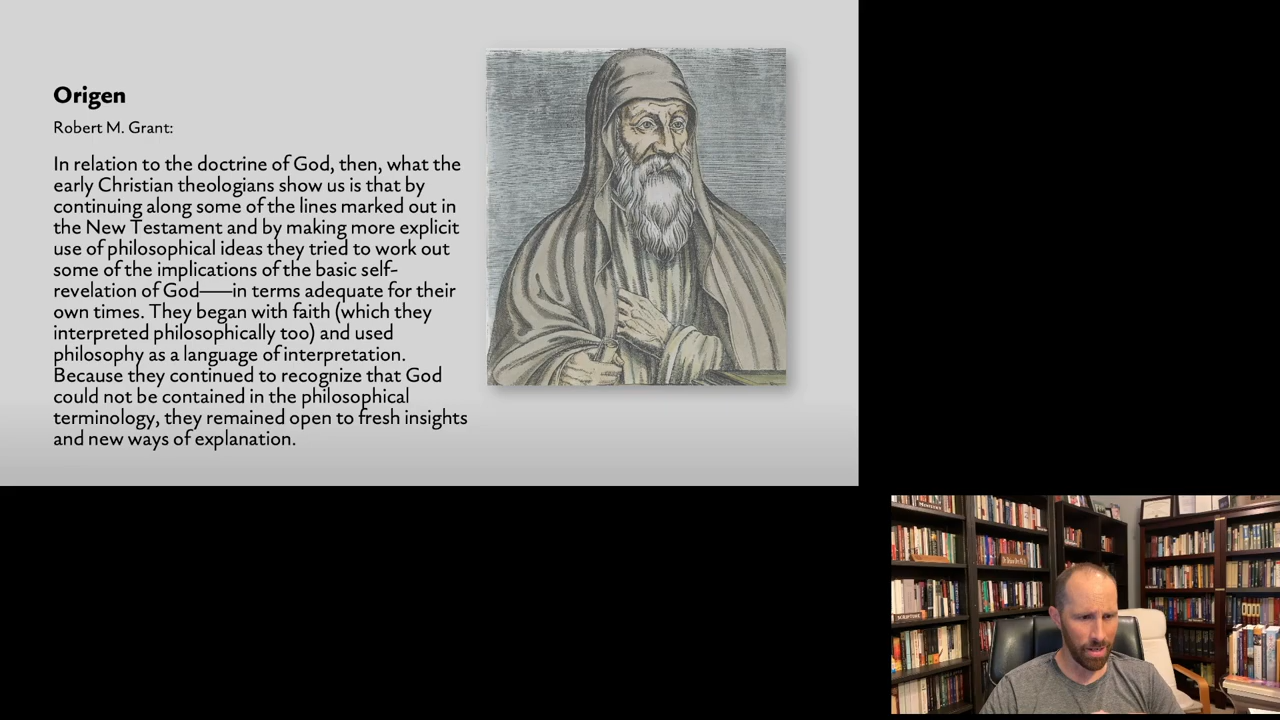 Origen
Robert M. Grant:
In relation to the doctrine of God, then, what the
early Christian theologians show us is that by
continuing along some of the lines marked out in
the New Testament and by making more explicit
use of philosophical ideas they tried to work out
some of the implications of the basic self-
revelation of God——in terms adequate for their
own times. They began with faith (which they
interpreted philosophically too) and used
philosophy as a language of interpretation.
Because they continued to recognize that God
could not be contained in the philosophical
terminology, they remained open to fresh insights
and new ways of explanation.